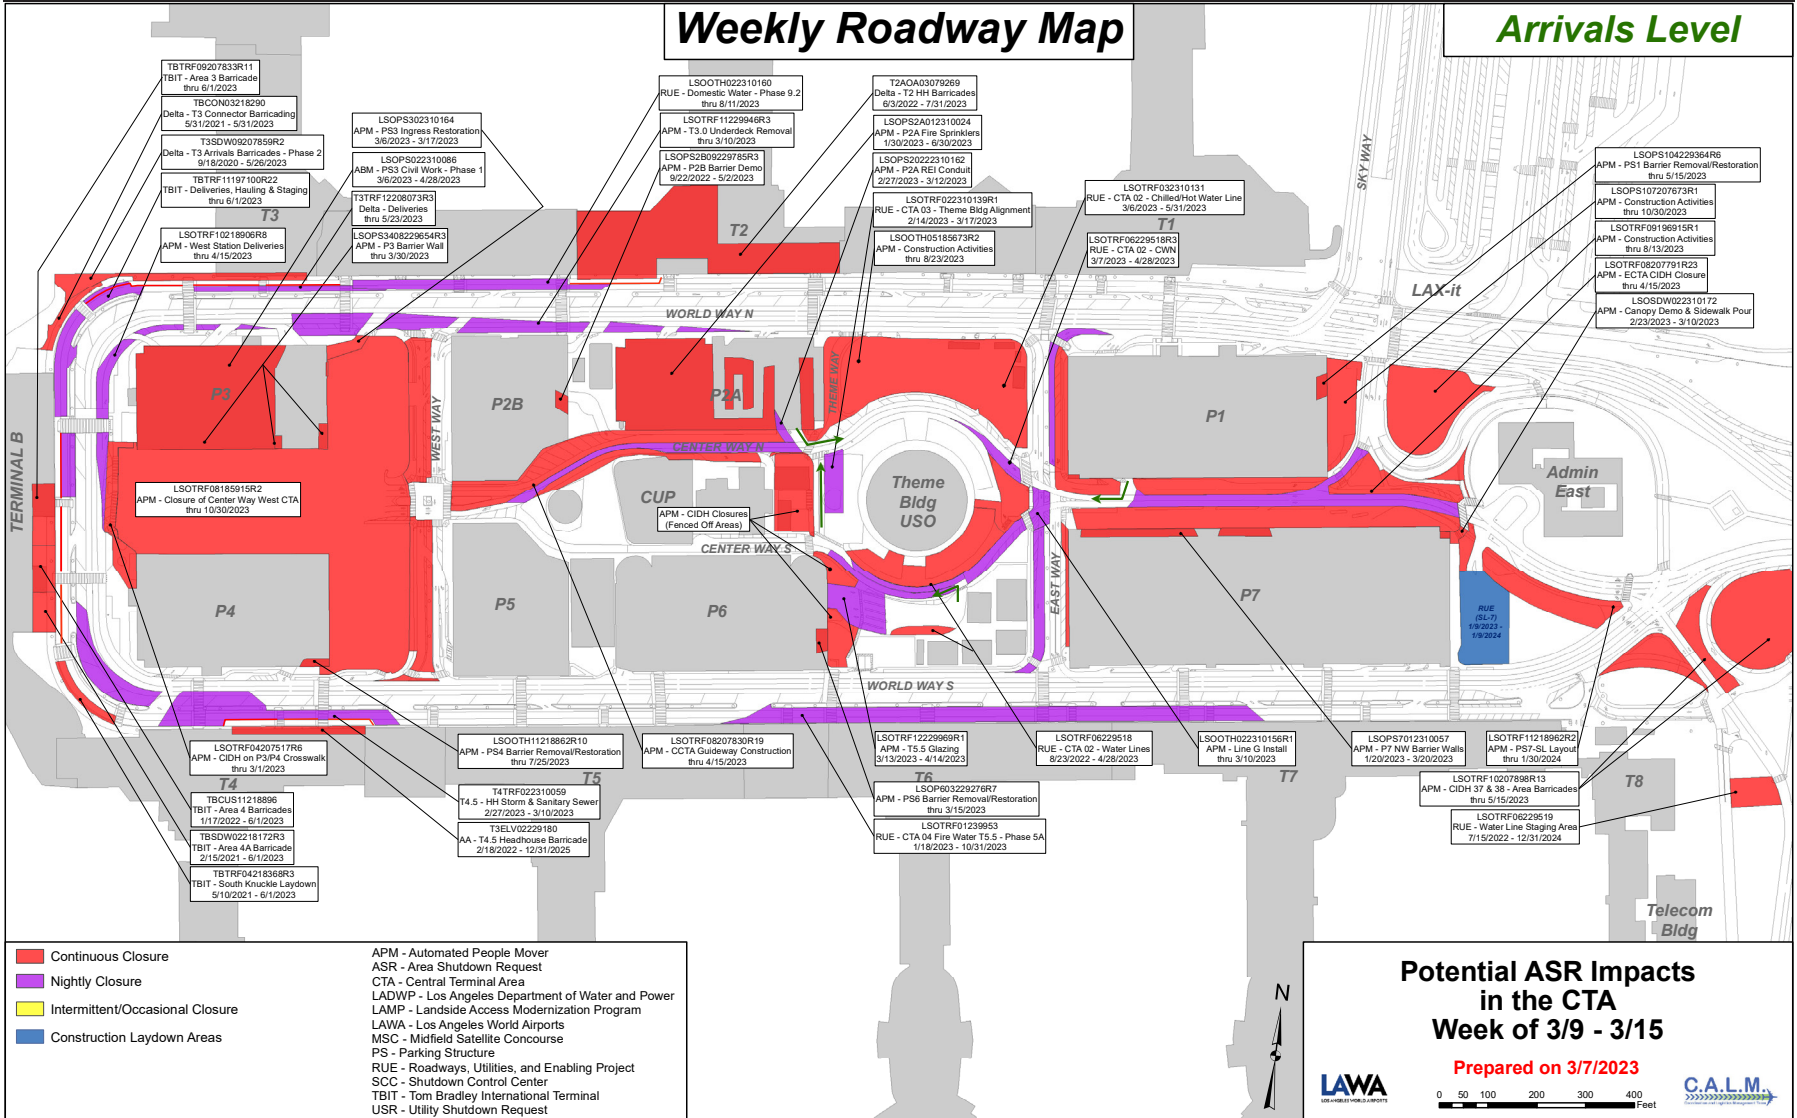 Weekly Roadway Map
Arrivals Level
TBTRF09207833R11
TBIT - Area 3 Barricade
thru 6/1/2023
TBCON03218290
Delta - T3 Connector Barricading
5/31/2021 - 5/31/2023
T3SDW09207859R2
Delta - T3 Arrivals Barricades - Phase 2
9/18/2020 - 5/26/2023
TBTRF11197100R22
TBIT - Deliveries, Hauling & Staging
thru 6/1/2023
LSOTRF10218906R8
APM - West Station Deliveries
thru 4/15/2023
LSOPS302310164
APM - PS3 Ingress Restoration
3/6/2023 - 3/17/2023
LSOPS022310086
ABM - PS3 Civil Work - Phase 1
3/6/2023 - 4/28/2023
T3TRF12208073R3
Delta - Deliveries
thru 5/23/2023
LSOPS3408229654R3
APM - P3 Barrier Wall
thru 3/30/2023
LSOOTH022310160
RUE - Domestic Water - Phase 9.2
thru 8/11/2023
LSOTRF11229946R3
APM - T3.0 Underdeck Removal
thru 3/10/2023
LSOPS2B09229785R3
APM - P2B Barrier Demo
9/22/2022 - 5/2/2023
T2AOA03079269
Delta - T2 HH Barricades
6/3/2022 - 7/31/2023
LSOPS2A012310024
APM - P2A Fire Sprinklers
1/30/2023 - 6/30/2023
LSOPS20222310162
APM - P2A REI Conduit
2/27/2023 - 3/12/2023
LSOTRF022310139R1
RUE - CTA 03 - Theme Bldg Alignment
2/14/2023 - 3/17/2023
LSOOTH05185673R2
APM - Construction Activities
thru 8/23/2023
LSOTRF032310131
RUE - CTA 02 - Chilled/Hot Water Line
3/6/2023 - 5/31/2023
LSOTRF06229518R3
RUE - CTA 02 - CWN
3/7/2023 - 4/28/2023
LSOPS104229364R6
APM - PS1 Barrier Removal/Restoration
thru 5/15/2023
LSOPS107207673R1
APM - Construction Activities
thru 10/30/2023
LSOTRF09196915R1
APM - Construction Activities
thru 8/13/2023
LSOTRF08207791R23
APM - ECTA CIDH Closure
thru 4/15/2023
LSOSDW022310172
APM - Canopy Demo & Sidewalk Pour
2/23/2023 - 3/10/2023
T3
T2
T1
SKY WAY
LAX-it
WORLD WAY N
P3
P2B
P2A
THEME WAY
P1
WEST WAY
CENTER WAY N
TERMINAL B
LSOTRF08185915R2
APM - Closure of Center Way West CTA
thru 10/30/2023
CUP
APM - CIDH Closures
(Fenced Off Areas)
Theme
Bldg
USO
Admin
East
CENTER WAY S
EAST WAY
P4
P5
P6
P7
RUE
(SL-7)
1/9/2023 -
1/9/2024
WORLD WAY S
LSOTRF04207517R6
APM - CIDH on P3/P4 Crosswalk
thru 3/1/2023
T4
TBCUS11218896
TBIT - Area 4 Barricades
1/17/2022 - 6/1/2023
TBSDW02218172R3
TBIT - Area 4A Barricade
2/15/2021 - 6/1/2023
TBTRF04218368R3
TBIT - South Knuckle Laydown
5/10/2021 - 6/1/2023
LSOOTH11218862R10
APM - PS4 Barrier Removal/Restoration
thru 7/25/2023
T4TRF022310059
T4.5 - HH Storm & Sanitary Sewer
2/27/2023 - 3/10/2023
T3ELV02229180
AA - T4.5 Headhouse Barricade
2/18/2022 - 12/31/2025
T5
LSOTRF08207830R19
APM - CCTA Guideway Construction
thru 4/15/2023
LSOTRF12229969R1
APM - T5.5 Glazing
3/13/2023 - 4/14/2023
T6
LSOP603229276R7
APM - PS6 Barrier Removal/Restoration
thru 3/15/2023
LSOTRF01239953
RUE - CTA 04 Fire Water T5.5 - Phase 5A
1/18/2023 - 10/31/2023
LSOTRF06229518
RUE - CTA 02 - Water Lines
8/23/2022 - 4/28/2023
LSOOTH022310156R1
APM - Line G Install
thru 3/10/2023
T7
LSOPS7012310057
APM - P7 NW Barrier Walls
1/20/2023 - 3/20/2023
LSOTRF11218962R2
APM - PS7-SL Layout
thru 1/30/2024
LSOTRF10207898R13
APM - CIDH 37 & 38 - Area Barricades
thru 5/15/2023
T8
LSOTRF06229519
RUE - Water Line Staging Area
7/15/2022 - 12/31/2024
Telecom
Bldg
Continuous Closure
Nightly Closure
Intermittent/Occasional Closure
Construction Laydown Areas
APM - Automated People Mover
ASR - Area Shutdown Request
CTA - Central Terminal Area
LADWP - Los Angeles Department of Water and Power
LAMP - Landside Access Modernization Program
LAWA - Los Angeles World Airports
MSC - Midfield Satellite Concourse
PS - Parking Structure
RUE - Roadways, Utilities, and Enabling Project
SCC - Shutdown Control Center
TBIT - Tom Bradley International Terminal
USR - Utility Shutdown Request
N
Potential ASR Impacts
in the CTA
Week of 3/9 - 3/15
Prepared on 3/7/2023
LAWA
LOS ANGELES WORLD AIRPORTS
0 50 100 200 300 400
Feet
C.A.L.M.